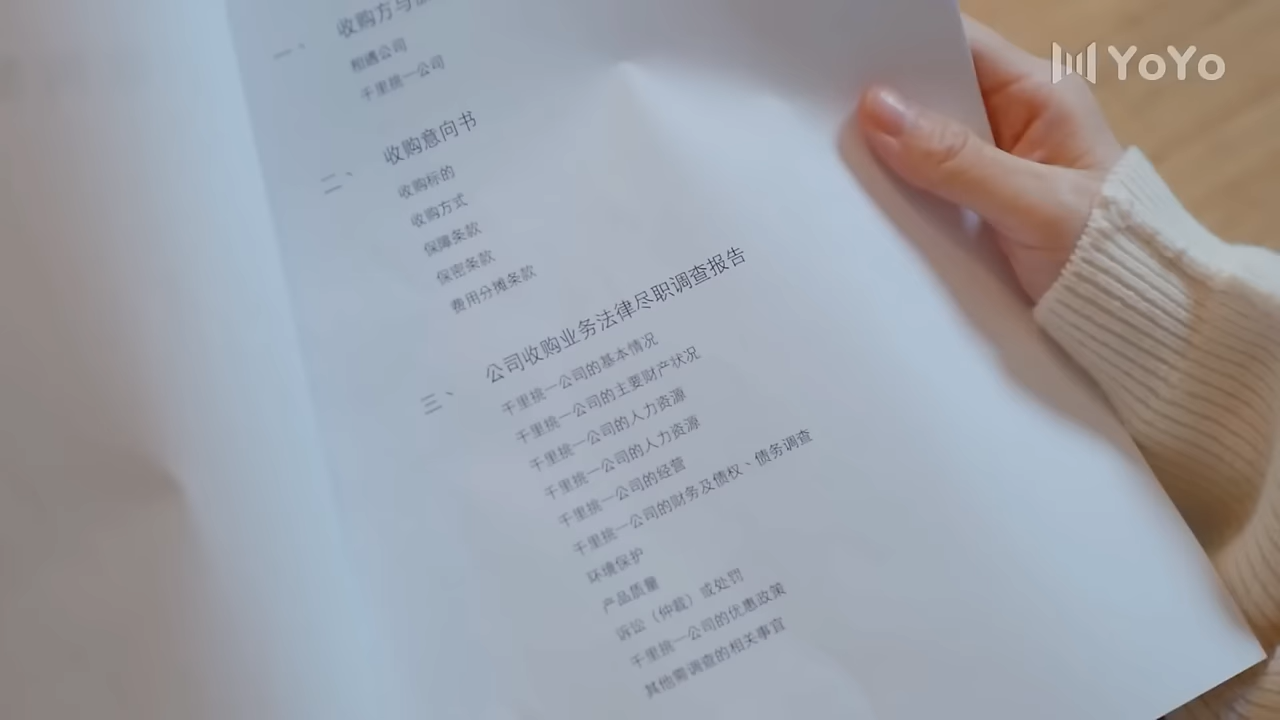 YoYo
一、 收购方与
相遇公司
千里挑一公司
二、 收购意向书
收购标的
收购方式
保障条款
保密条款
费用分摊条款
三、 公司收购业务法律尽职调查报告
千里挑一公司的基本情况
千里挑一公司的主要财产状况
千里挑一公司的人力资源
千里挑一公司的人力资源
千里挑一公司的经营
千里挑一公司的财务及债权、债务调查
环境保护
产品质量
诉讼（仲裁）或处罚
千里挑一公司的优惠政策
其他需调查的相关事宜